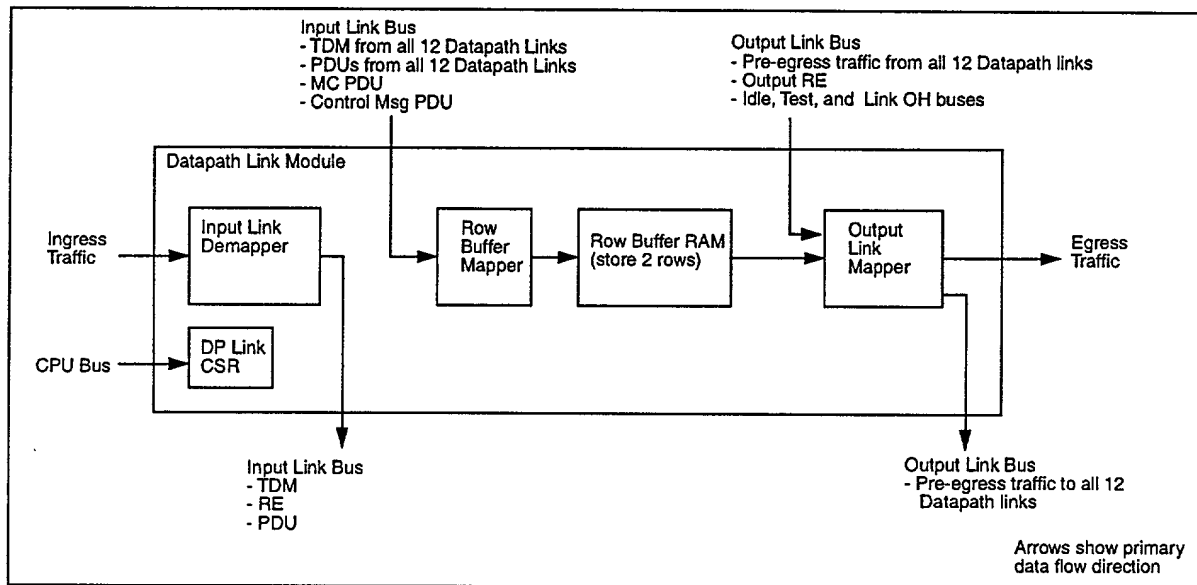 Input Link Bus
- TDM from all 12 Datapath Links
- PDUs from all 12 Datapath Links
- MC PDU
- Control Msg PDU
Output Link Bus
- Pre-egress traffic from all 12 Datapath links
- Output RE
- Idle, Test, and Link OH buses
Datapath Link Module
Ingress
Traffic
Input Link
Demapper
Row
Buffer
Mapper
Row Buffer RAM
(store 2 rows)
Output
Link
Mapper
Egress
Traffic
CPU Bus
DP Link
CSR
Input Link Bus
- TDM
- RE
- PDU
Output Link Bus
- Pre-egress traffic to all 12
Datapath links
Arrows show primary
data flow direction